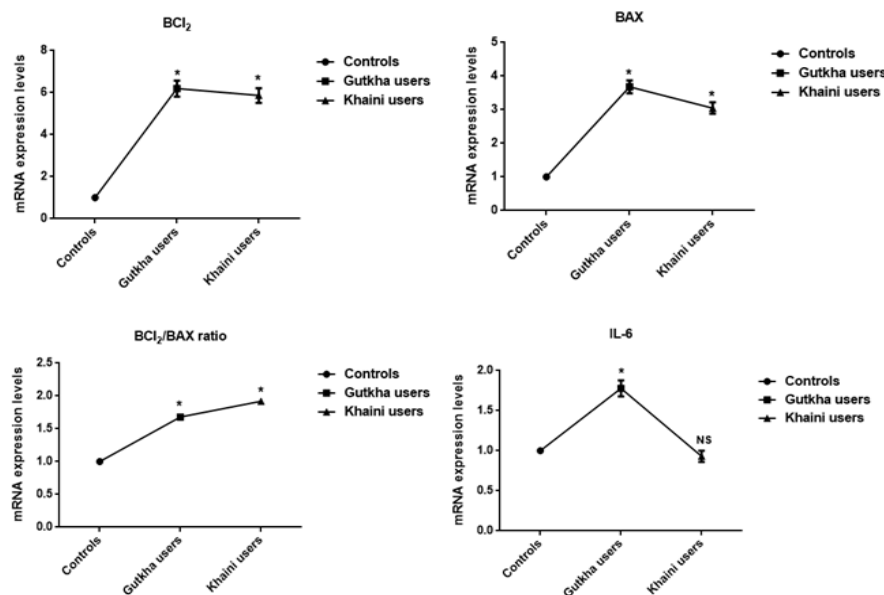 BCl₂
mRNA expression levels
8
6
4
2
0
*
*
Controls
Gutkha users
Khaini users
Controls
Gutkha users
Khaini users
BAX
mRNA expression levels
5
4
3
2
1
0
*
*
Controls
Gutkha users
Khaini users
Controls
Gutkha users
Khaini users
BCl₂/BAX ratio
mRNA expression levels
2.5
2.0
1.5
1.0
0.5
0.0
*
*
Controls
Gutkha users
Khaini users
Controls
Gutkha users
Khaini users
IL-6
mRNA expression levels
2.0
1.5
1.0
0.5
0.0
*
NS
Controls
Gutkha users
Khaini users
Controls
Gutkha users
Khaini users